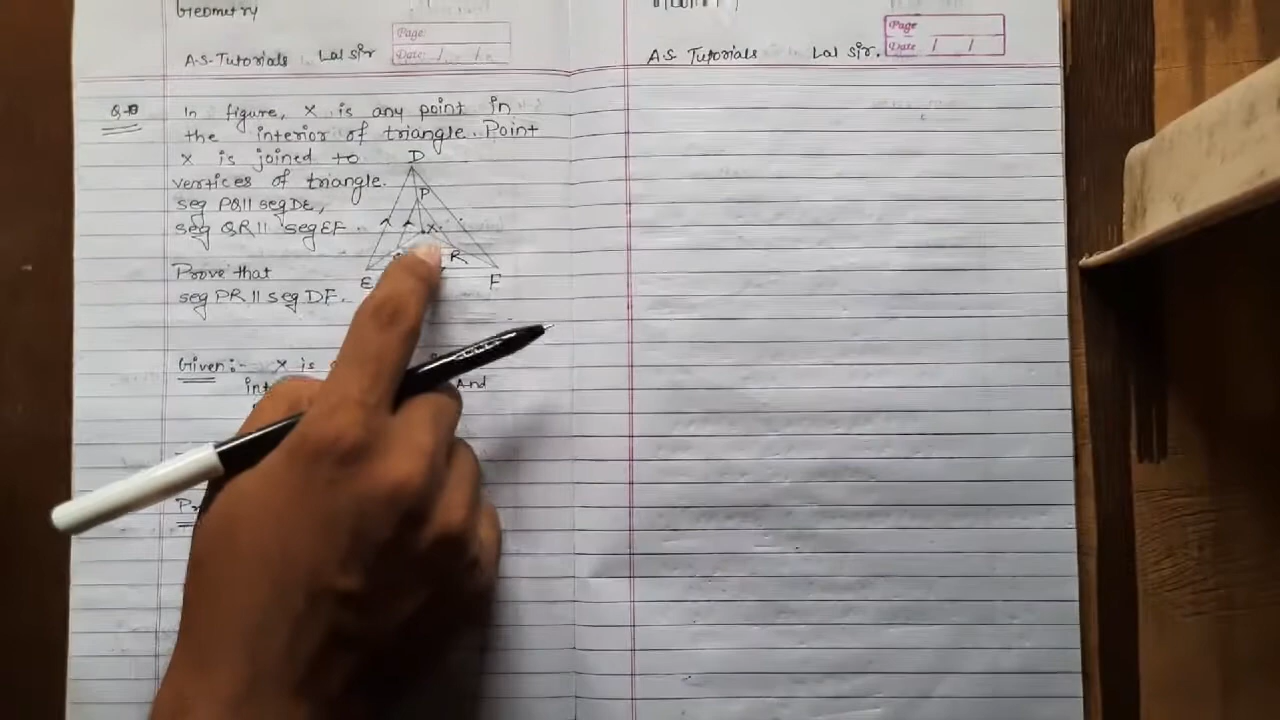 Geometry
Page:
Date: / /
A.S. Tutorials Lal Sir
Page
Date / /
A.S Tutorials Lal Sir.
In figure, X is any point in
the interior of triangle. Point
X is joined to
vertices of triangle.
seg PQ || seg DE,
seg QR || seg EF.
Prove that
seg PR || seg DF.
D
P
X
R
E
F
Given:- X is
And